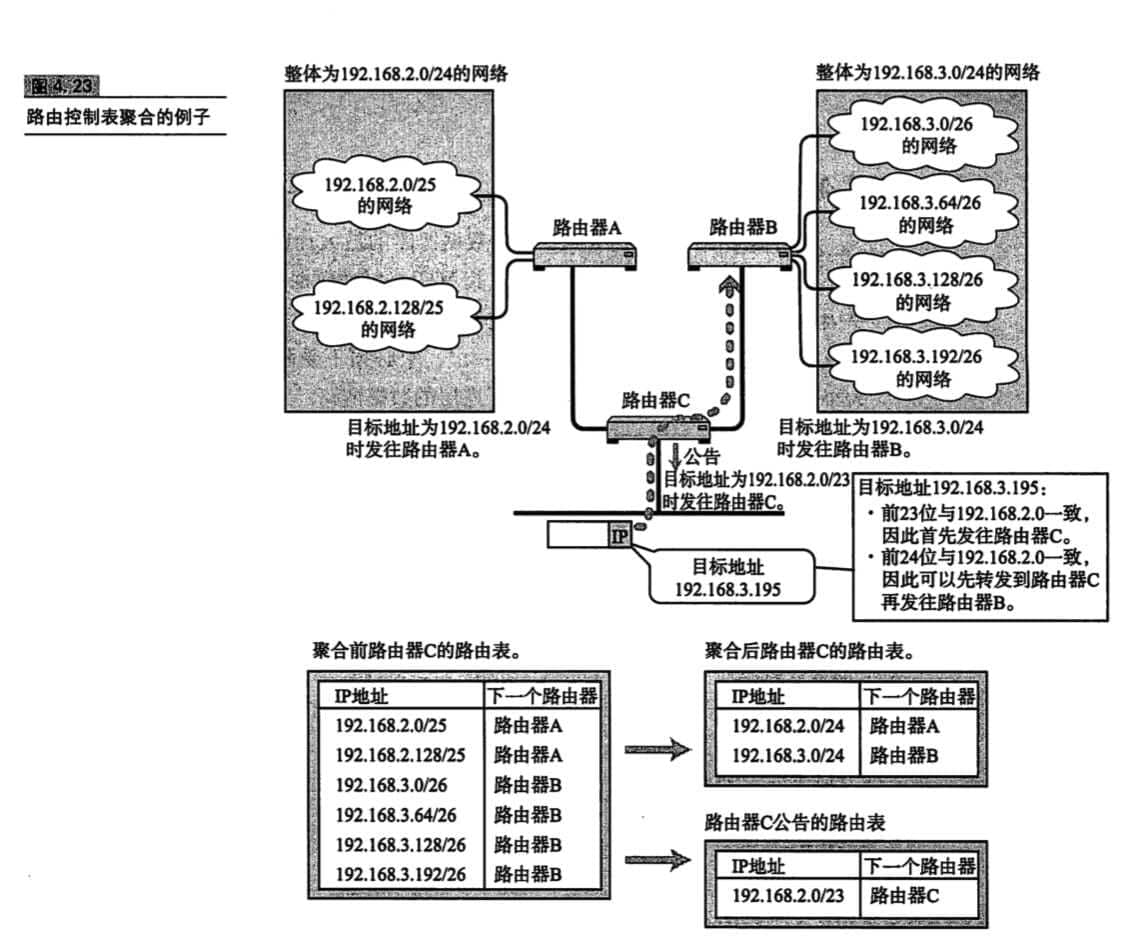 图 4.23
路由控制表聚合的例子
整体为192.168.2.0/24的网络
整体为192.168.3.0/24的网络
192.168.2.0/25
的网络
192.168.2.128/25
的网络
192.168.3.0/26
的网络
192.168.3.64/26
的网络
192.168.3.128/26
的网络
192.168.3.192/26
的网络
路由器A
路由器B
路由器C
目标地址为192.168.2.0/24
时发往路由器A。
目标地址为192.168.3.0/24
时发往路由器B。
公告
目标地址为192.168.2.0/23
时发往路由器C。
IP
目标地址
192.168.3.195
目标地址192.168.3.195:
·前23位与192.168.2.0一致,
因此首先发往路由器C。
·前24位与192.168.2.0一致,
因此可以先转发到路由器C
再发往路由器B。
聚合前路由器C的路由表。
IP地址 下一个路由器
192.168.2.0/25 路由器A
192.168.2.128/25 路由器A
192.168.3.0/26 路由器B
192.168.3.64/26 路由器B
192.168.3.128/26 路由器B
192.168.3.192/26 路由器B
聚合后路由器C的路由表。
IP地址 下一个路由器
192.168.2.0/24 路由器A
192.168.3.0/24 路由器B
路由器C公告的路由表
IP地址 下一个路由器
192.168.2.0/23 路由器C